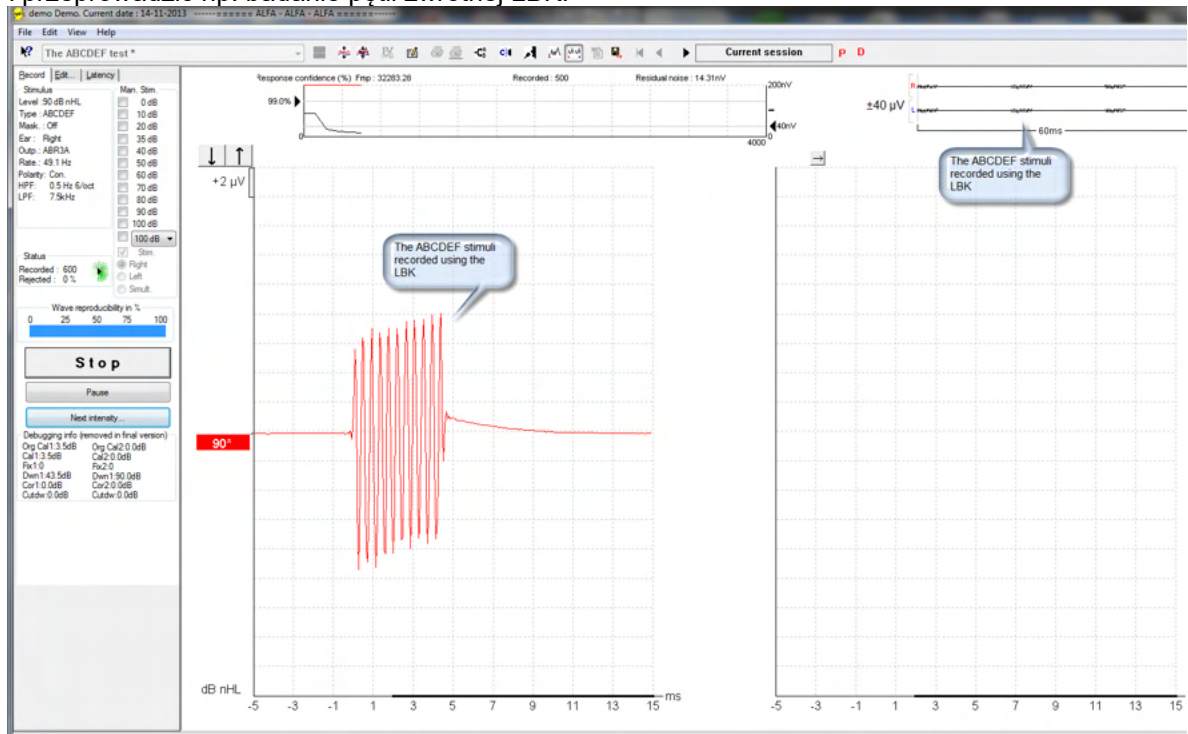 i przeprowadzić np. badanie pętli zwrotnej LBK.
demo Demo. Current date : 14-11-2013 ------====== ALFA - ALFA - ALFA ======-----
File Edit View Help
The ABCDEF test *
Current session
P D
Record Edit... Latency
Stimulus
Level :90 dB nHL
Type : ABCDEF
Mask. : Off
Ear : Right
Outp.: ABR3A
Rate : 49.1 Hz
Polarity: Con.
HPF: 0.5 Hz 6/oct
LPF: 7.5kHz
Man. Stim.
0 dB
10 dB
20 dB
35 dB
40 dB
50 dB
60 dB
70 dB
80 dB
90 dB
100 dB
100 dB
Stim.
Right
Left
Simult.
Status
Recorded : 600
Rejected : 0 %
Wave reproducibility in %
0 25 50 75 100
Stop
Pause
Next intensity...
Debugging info (removed in final version)
Org Cal1:3.5dB Org Cal2:0.0dB
Cal1:3.5dB Cal2:0.0dB
Fix1:0 Fix2:0
Dwn1:43.5dB Dwn1:90.0dB
Cor1:0.0dB Cor2:0.0dB
Cutdw:0.0dB Cutdw:0.0dB
Response confidence (%) Fmp : 32283.28 Recorded : 500 Residual noise : 14.31nV
200nV
99.0%
40nV
0
0
4000
±40 µV
R
L
60ms
The ABCDEF stimuli
recorded using the
LBK
+2 µV
The ABCDEF stimuli
recorded using the
LBK
90°
dB nHL
ms
-5 -3 -1 1 3 5 7 9 11 13 15
-5 -3 -1 1 3 5 7 9 11 13 15